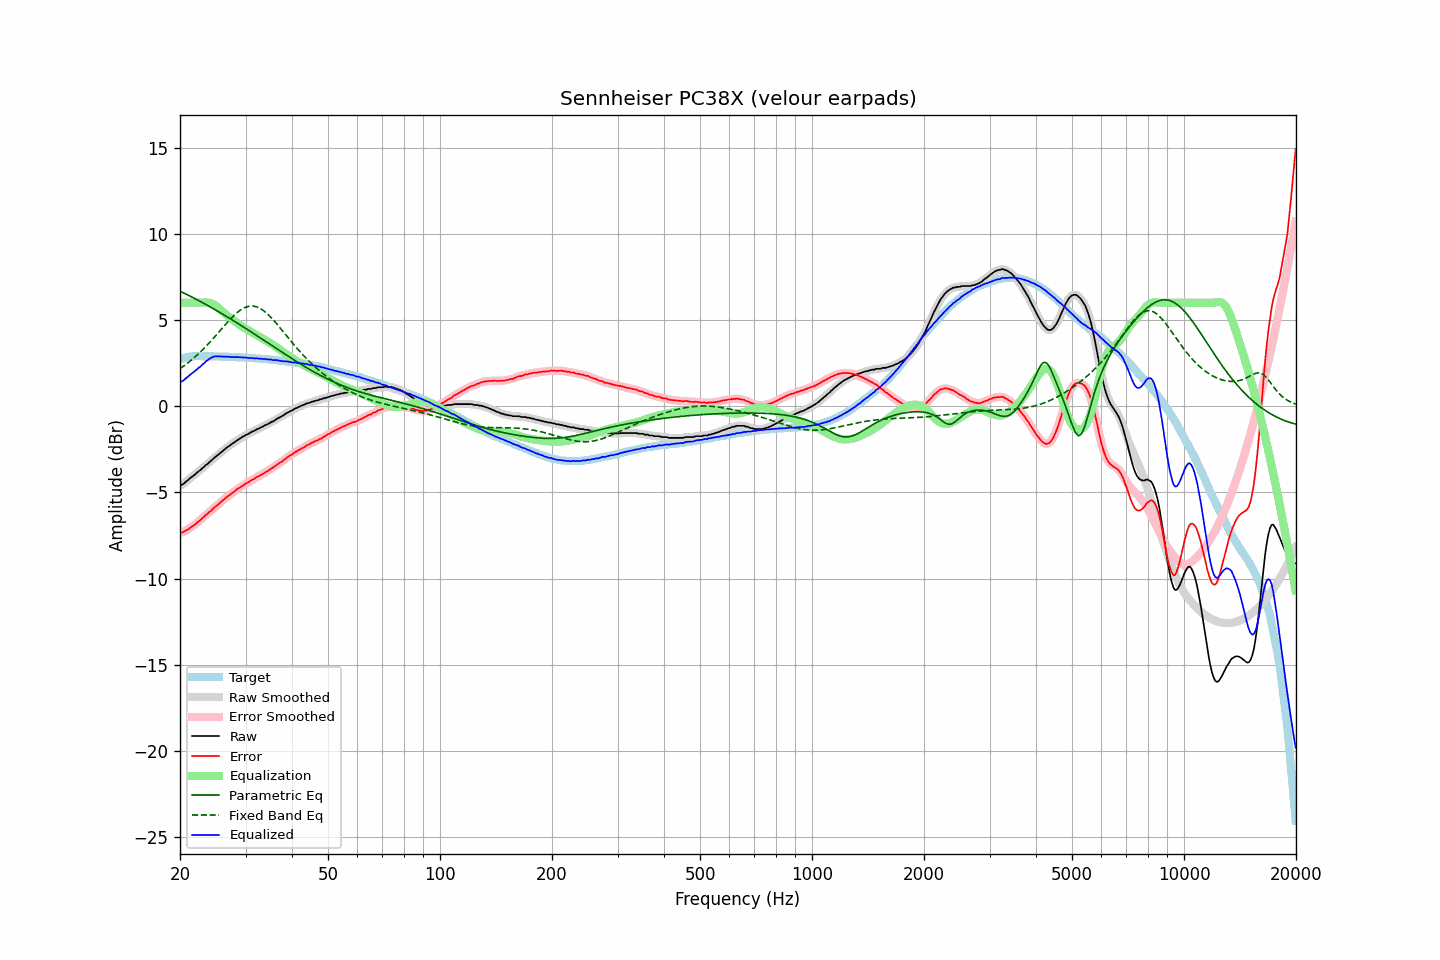 Sennheiser PC38X (velour earpads)
Amplitude (dBr)
15
10
5
0
−5
−10
−15
−20
−25
Target
Raw Smoothed
Error Smoothed
Raw
Error
Equalization
Parametric Eq
Fixed Band Eq
Equalized
20 50 100 200 500 1000 2000 5000 10000 20000
Frequency (Hz)